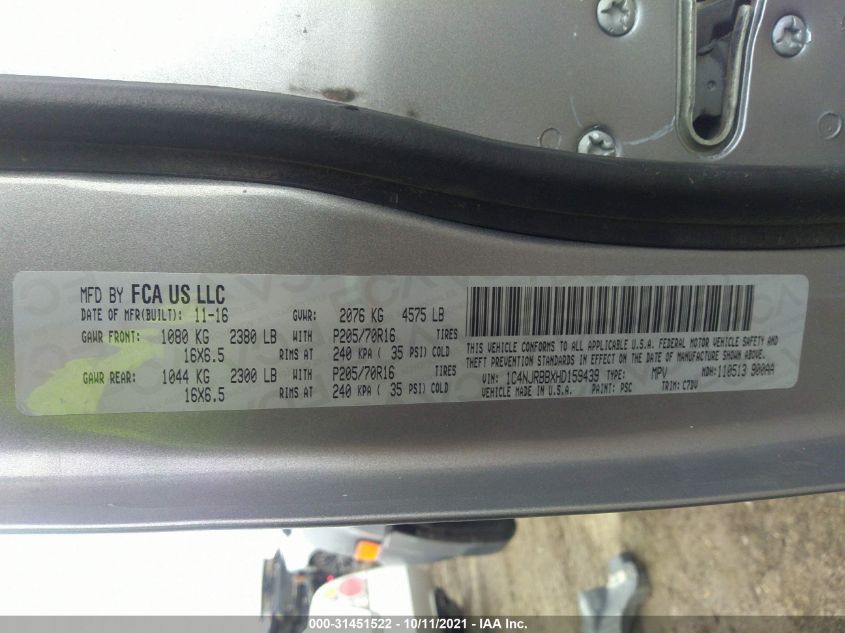 MFD BY FCA US LLC
DATE OF MFR(BUILT): 11-16 GVWR: 2076 KG 4575 LB
GAWR FRONT: 1080 KG 2380 LB WITH P205/70R16 TIRES
16X6.5 RIMS AT 240 KPA ( 35 PSI) COLD
GAWR REAR: 1044 KG 2300 LB WITH P205/70R16 TIRES
16X6.5 RIMS AT 240 KPA ( 35 PSI) COLD
THIS VEHICLE CONFORMS TO ALL APPLICABLE U.S.A. FEDERAL MOTOR VEHICLE SAFETY AND
THEFT PREVENTION STANDARDS IN EFFECT ON THE DATE OF MANUFACTURE SHOWN ABOVE.
VIN: 1C4NJRBBXHD159439 TYPE: MPV MDH:110513 900AA
VEHICLE MADE IN U.S.A. PAINT: PSC TRIM: C7DV
000-31451522 - 10/11/2021 - IAA Inc.